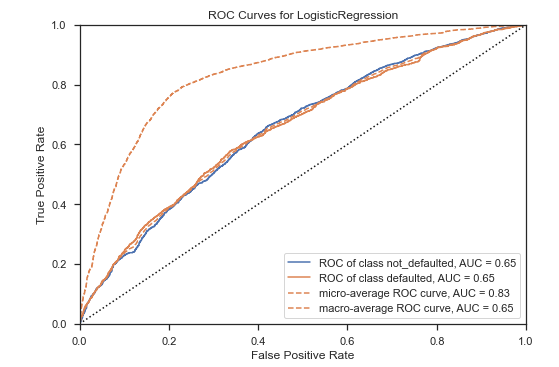 ROC Curves for LogisticRegression
1.0
0.8
0.6
0.4
0.2
0.0
True Positive Rate
ROC of class not_defaulted, AUC = 0.65
ROC of class defaulted, AUC = 0.65
micro-average ROC curve, AUC = 0.83
macro-average ROC curve, AUC = 0.65
0.0 0.2 0.4 0.6 0.8 1.0
False Positive Rate